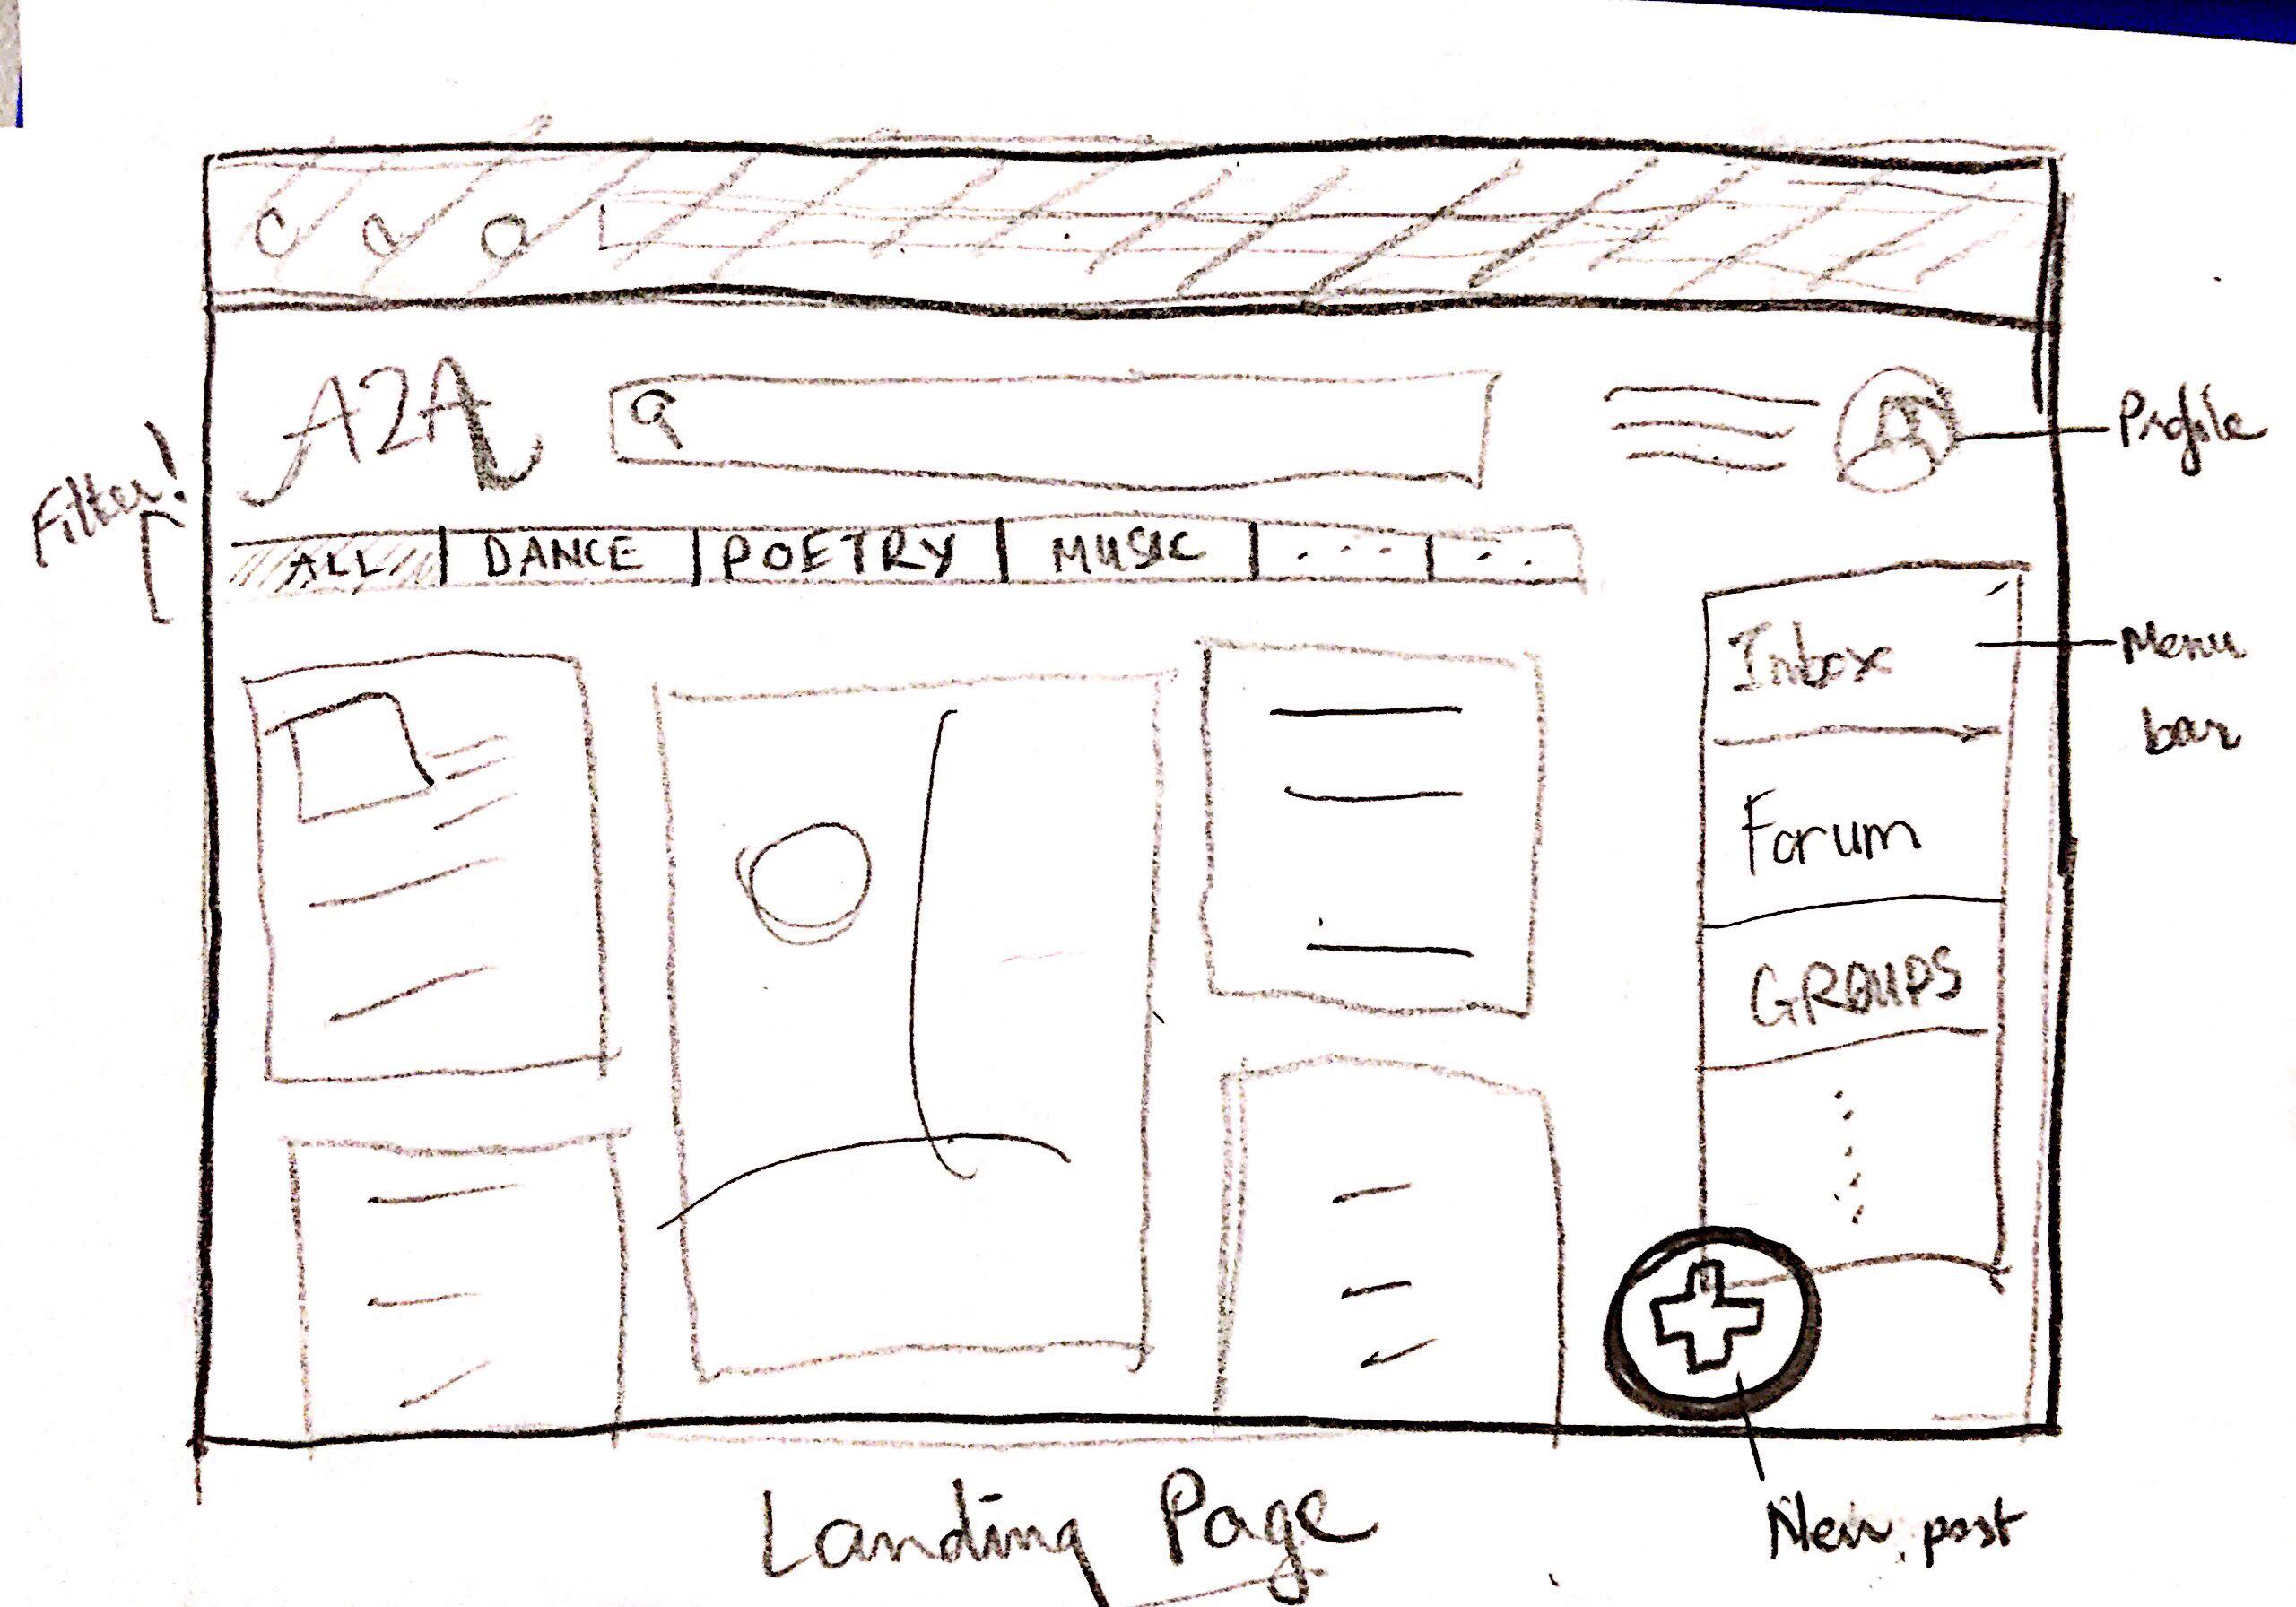 A2A
Profile
Filter!
ALL DANCE POETRY MUSIC ... ...
Inbox
Menu
bar
Forum
GROUPS
Landing Page
New post